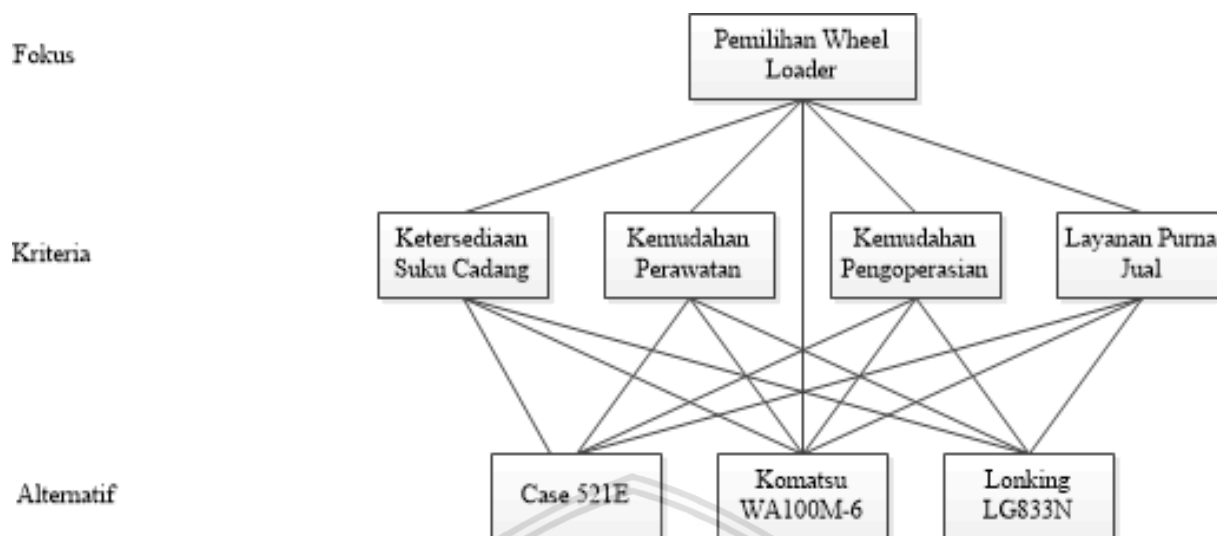 Fokus
Pemilihan Wheel
Loader
Kriteria
Ketersediaan
Suku Cadang
Kemudahan
Perawatan
Kemudahan
Pengoperasian
Layanan Purna
Jual
Alternatif
Case 521E
Komatsu
WA100M-6
Lonking
LG833N